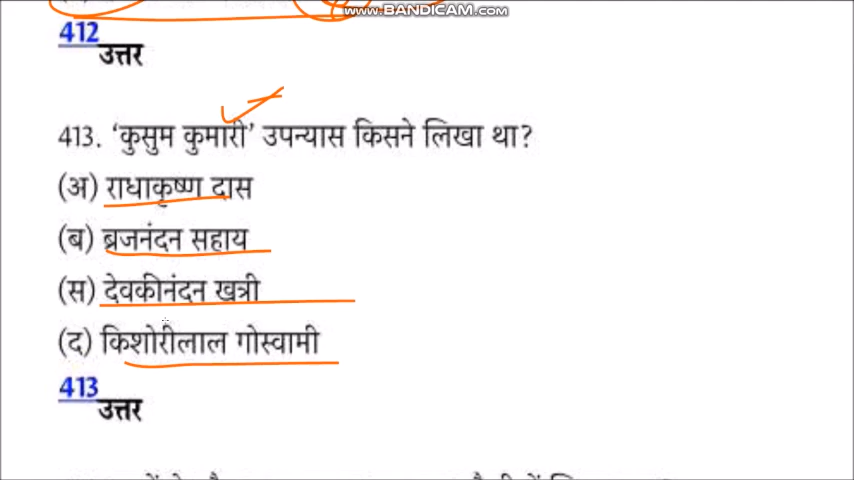 www.BANDICAM.com
412
उत्तर
413. ‘कुसुम कुमारी’ उपन्यास किसने लिखा था?
(अ) राधाकृष्ण दास
(ब) ब्रजनंदन सहाय
(स) देवकीनंदन खत्री
(द) किशोरीलाल गोस्वामी
413
उत्तर